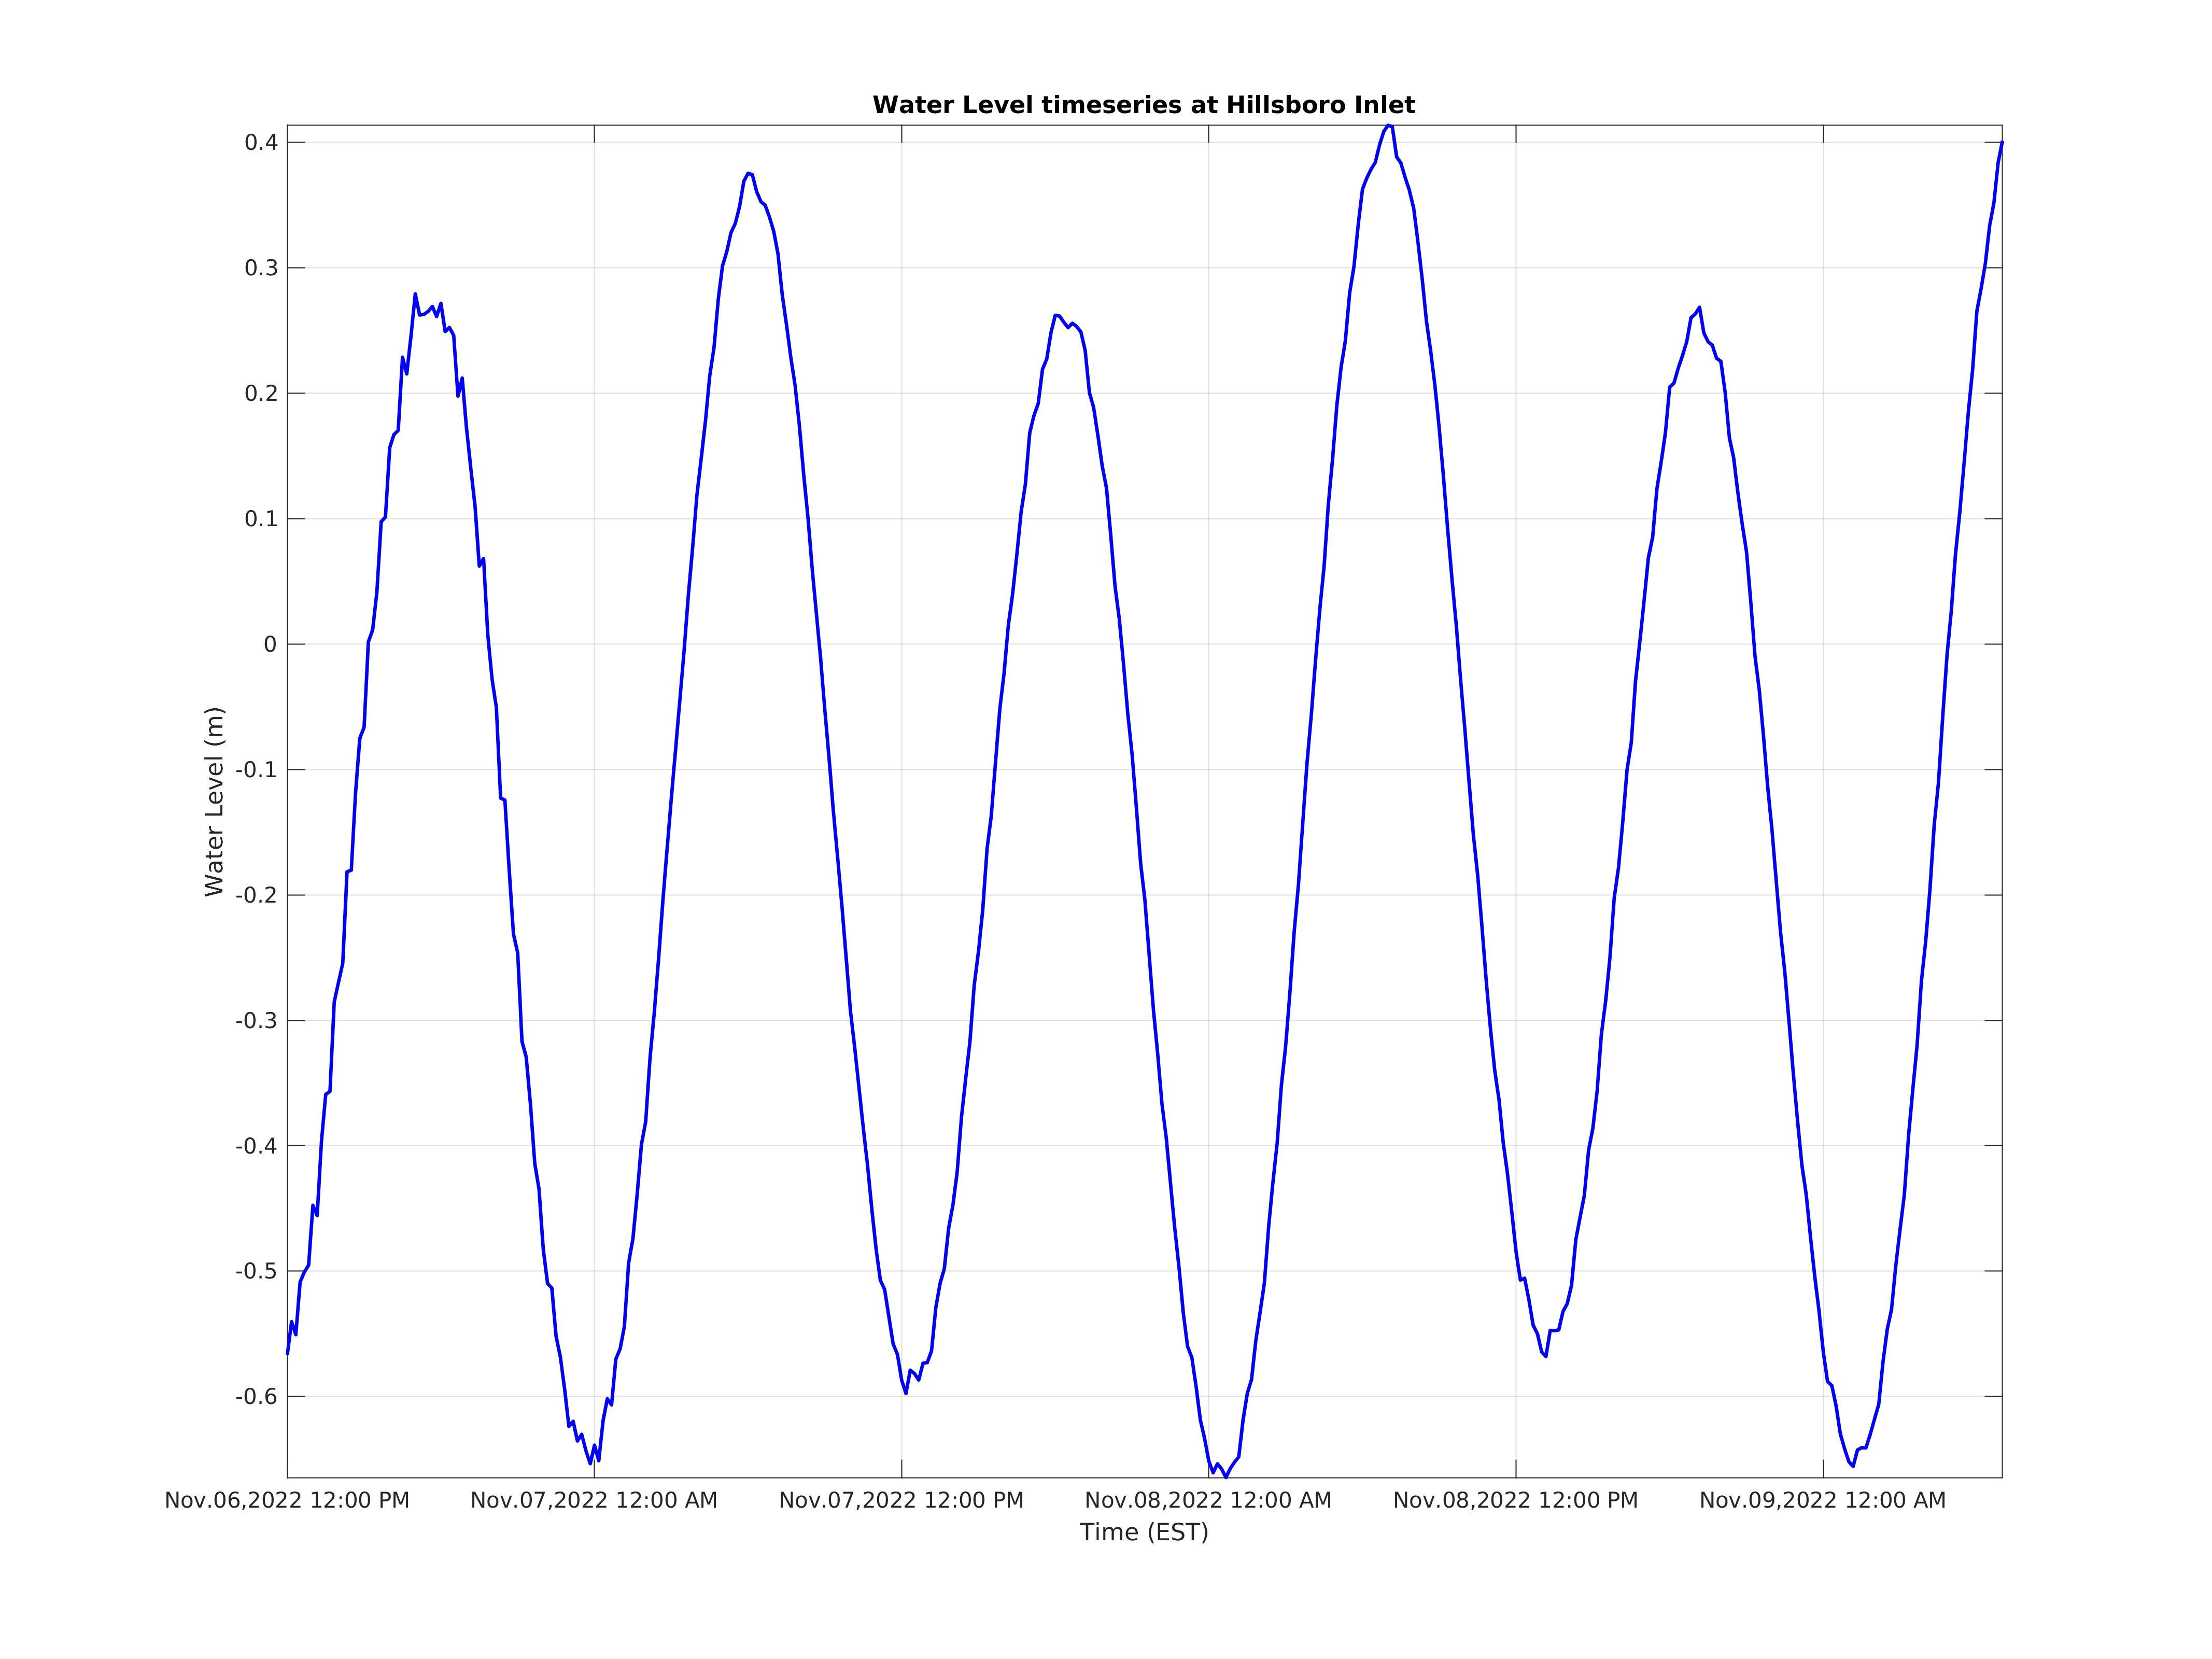 Water Level timeseries at Hillsboro Inlet
0.4
0.3
0.2
0.1
0
-0.1
-0.2
-0.3
-0.4
-0.5
-0.6
Water Level (m)
Nov.06,2022 12:00 PM Nov.07,2022 12:00 AM Nov.07,2022 12:00 PM Nov.08,2022 12:00 AM Nov.08,2022 12:00 PM Nov.09,2022 12:00 AM
Time (EST)